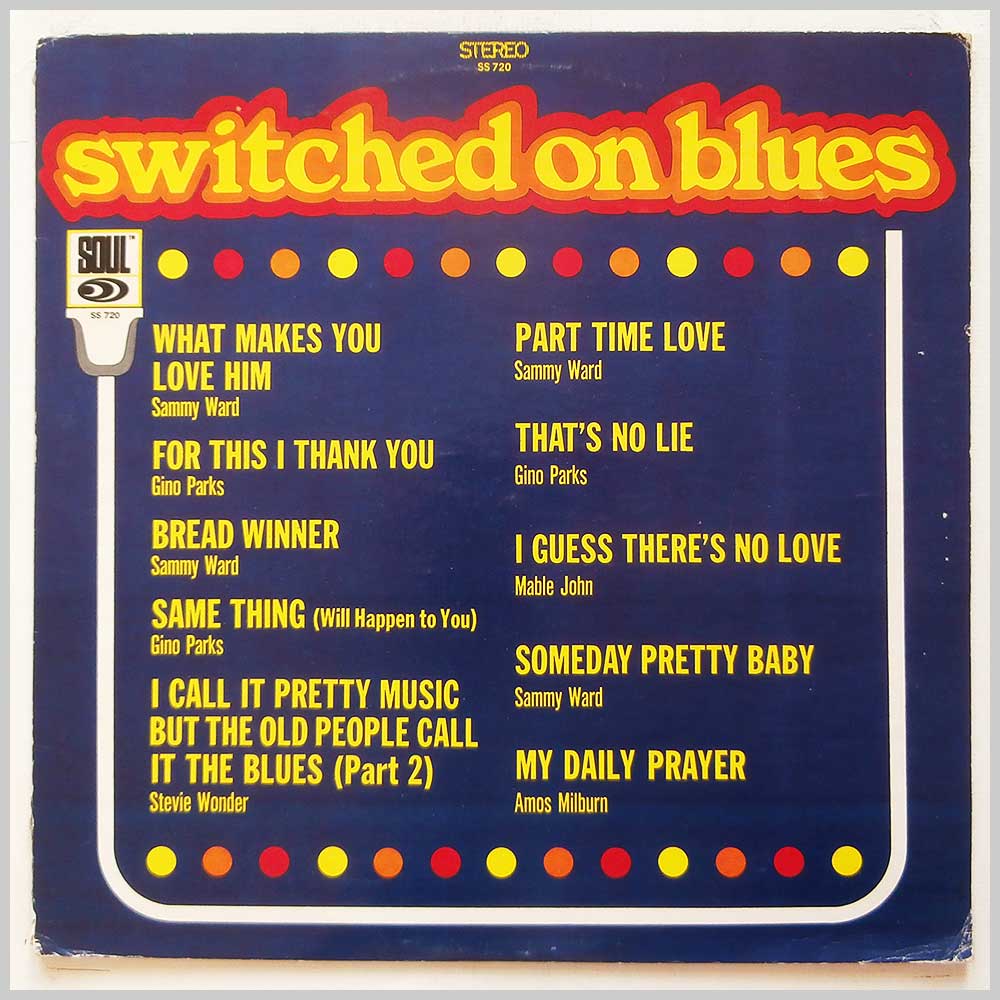 STEREO
SS 720
switched on blues
SOUL™
SS 720
WHAT MAKES YOU
LOVE HIM
Sammy Ward
FOR THIS I THANK YOU
Gino Parks
BREAD WINNER
Sammy Ward
SAME THING (Will Happen to You)
Gino Parks
I CALL IT PRETTY MUSIC
BUT THE OLD PEOPLE CALL
IT THE BLUES (Part 2)
Stevie Wonder
PART TIME LOVE
Sammy Ward
THAT'S NO LIE
Gino Parks
I GUESS THERE'S NO LOVE
Mable John
SOMEDAY PRETTY BABY
Sammy Ward
MY DAILY PRAYER
Amos Milburn